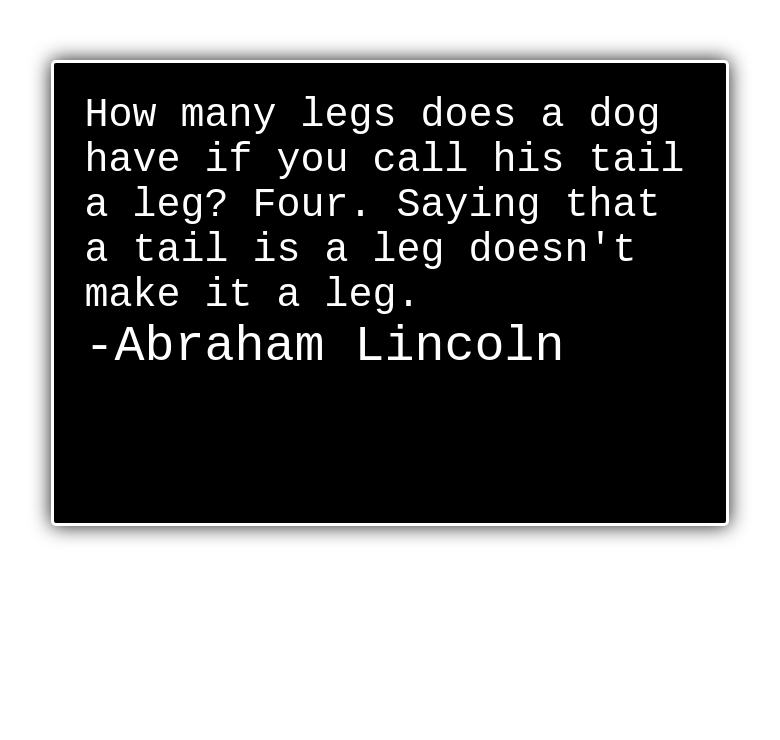 How many legs does a dog
have if you call his tail
a leg? Four. Saying that
a tail is a leg doesn't
make it a leg.
-Abraham Lincoln